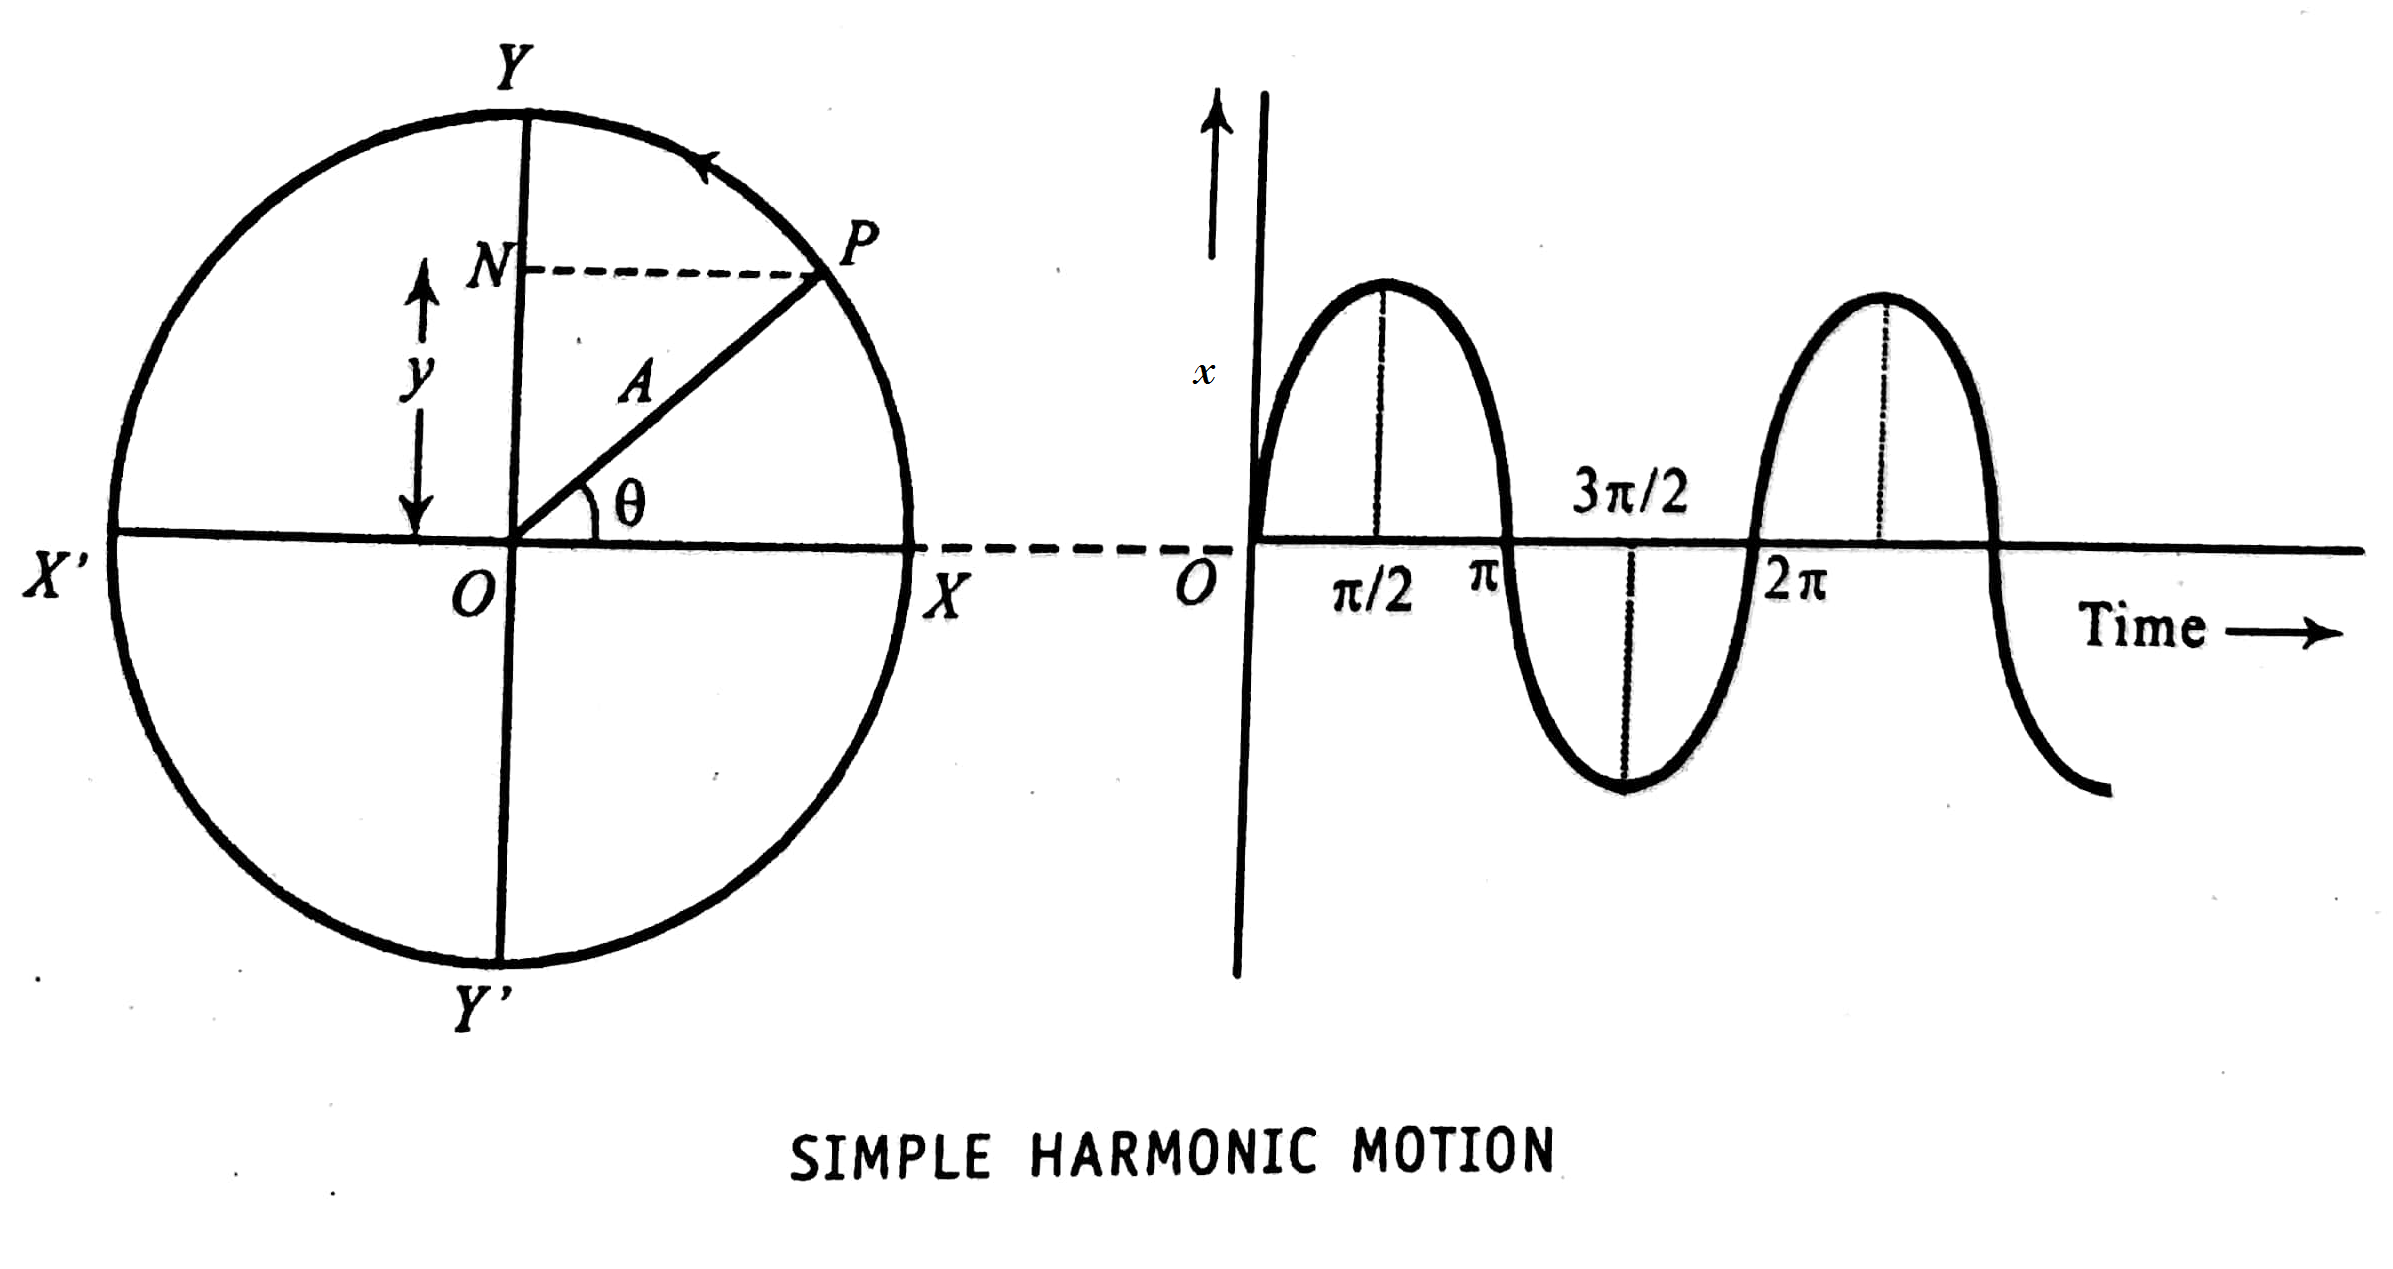 Y
N
P
y
A
θ
X'
O
X
Y'
x
O
π/2
π
3π/2
2π
Time
SIMPLE HARMONIC MOTION